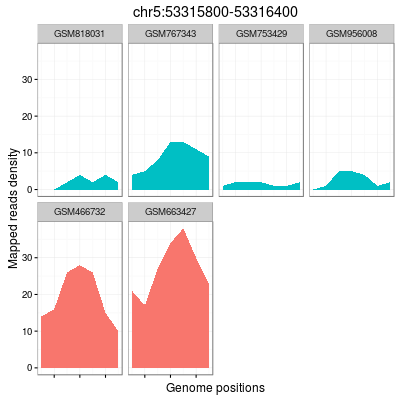 chr5:53315800-53316400
GSM818031 GSM767343 GSM753429 GSM956008
30
20
10
0
Mapped reads density
GSM466732 GSM663427
30
20
10
0
Genome positions